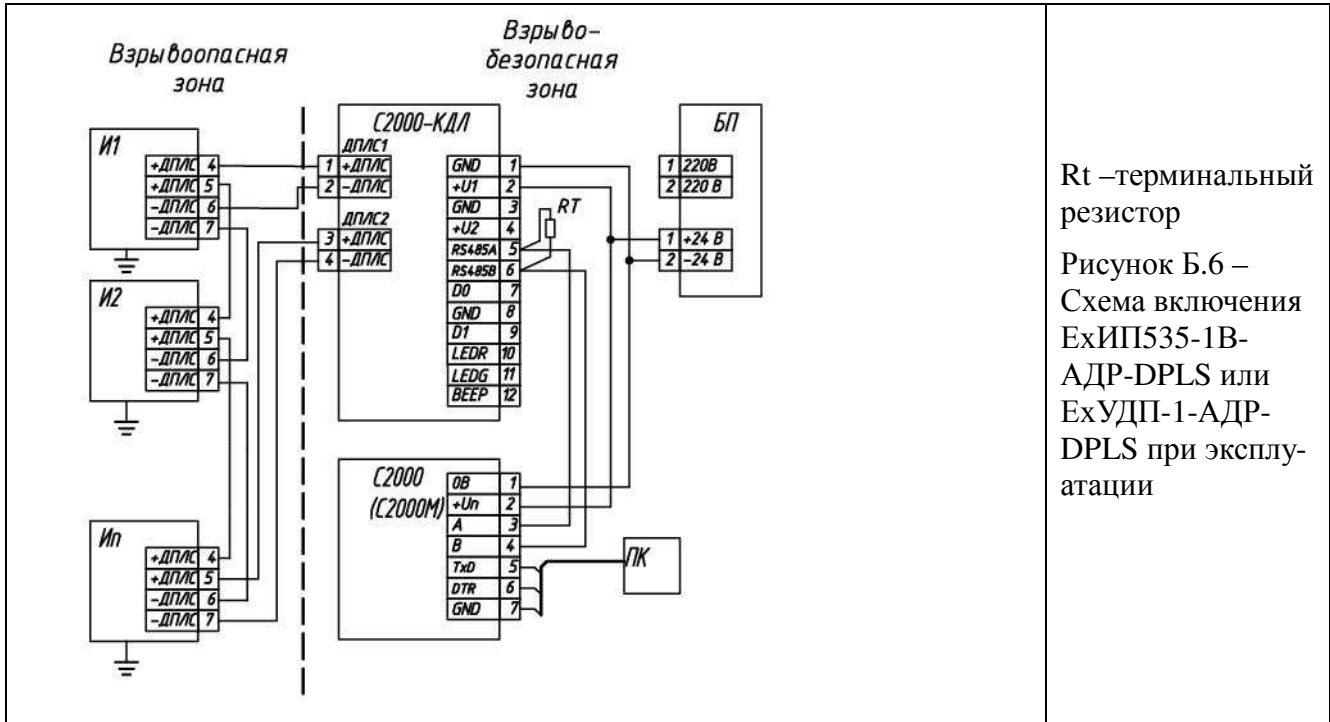 Взрывоопасная
зона
Взрыво-
безопасная
зона
И1
+ДПЛС 4
+ДПЛС 5
-ДПЛС 6
-ДПЛС 7
И2
+ДПЛС 4
+ДПЛС 5
-ДПЛС 6
-ДПЛС 7
Ип
+ДПЛС 4
+ДПЛС 5
-ДПЛС 6
-ДПЛС 7
С2000-КДЛ
ДПЛС1
1 +ДПЛС
2 -ДПЛС
ДПЛС2
3 +ДПЛС
4 -ДПЛС
GND 1
+U1 2
GND 3
+U2 4
RS485A 5
RS485B 6
D0 7
GND 8
D1 9
LEDR 10
LEDG 11
BEEP 12
RT
БП
1 220В
2 220 В
1 +24 В
2 -24 В
С2000
(С2000М)
0В 1
+Uп 2
A 3
B 4
TxD 5
DTR 6
GND 7
ПК
Rt –терминальный
резистор
Рисунок Б.6 –
Схема включения
ЕхИП535-1В-
АДР-DPLS или
ЕхУДП-1-АДР-
DPLS при эксплу-
атации